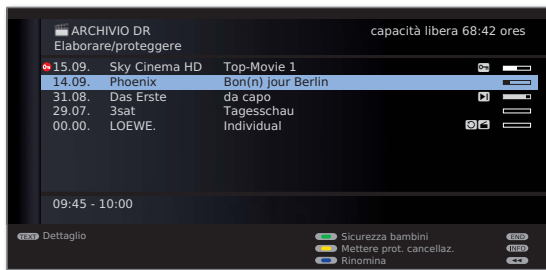 ARCHIVIO DR capacità libera 68:42 ores
Elaborare/proteggere
15.09. Sky Cinema HD Top-Movie 1
14.09. Phoenix Bon(n) jour Berlin
31.08. Das Erste da capo
29.07. 3sat Tagesschau
00.00. LOEWE. Individual
09:45 - 10:00
TEXT Dettaglio Sicurezza bambini END
Mettere prot. cancellaz. INFO
Rinomina